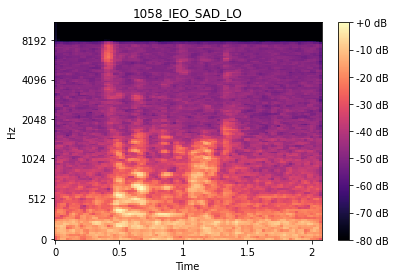 1058_IEO_SAD_LO
8192
4096
2048
1024
512
0
Hz
0
0.5
1
1.5
2
Time
+0 dB
-10 dB
-20 dB
-30 dB
-40 dB
-50 dB
-60 dB
-70 dB
-80 dB